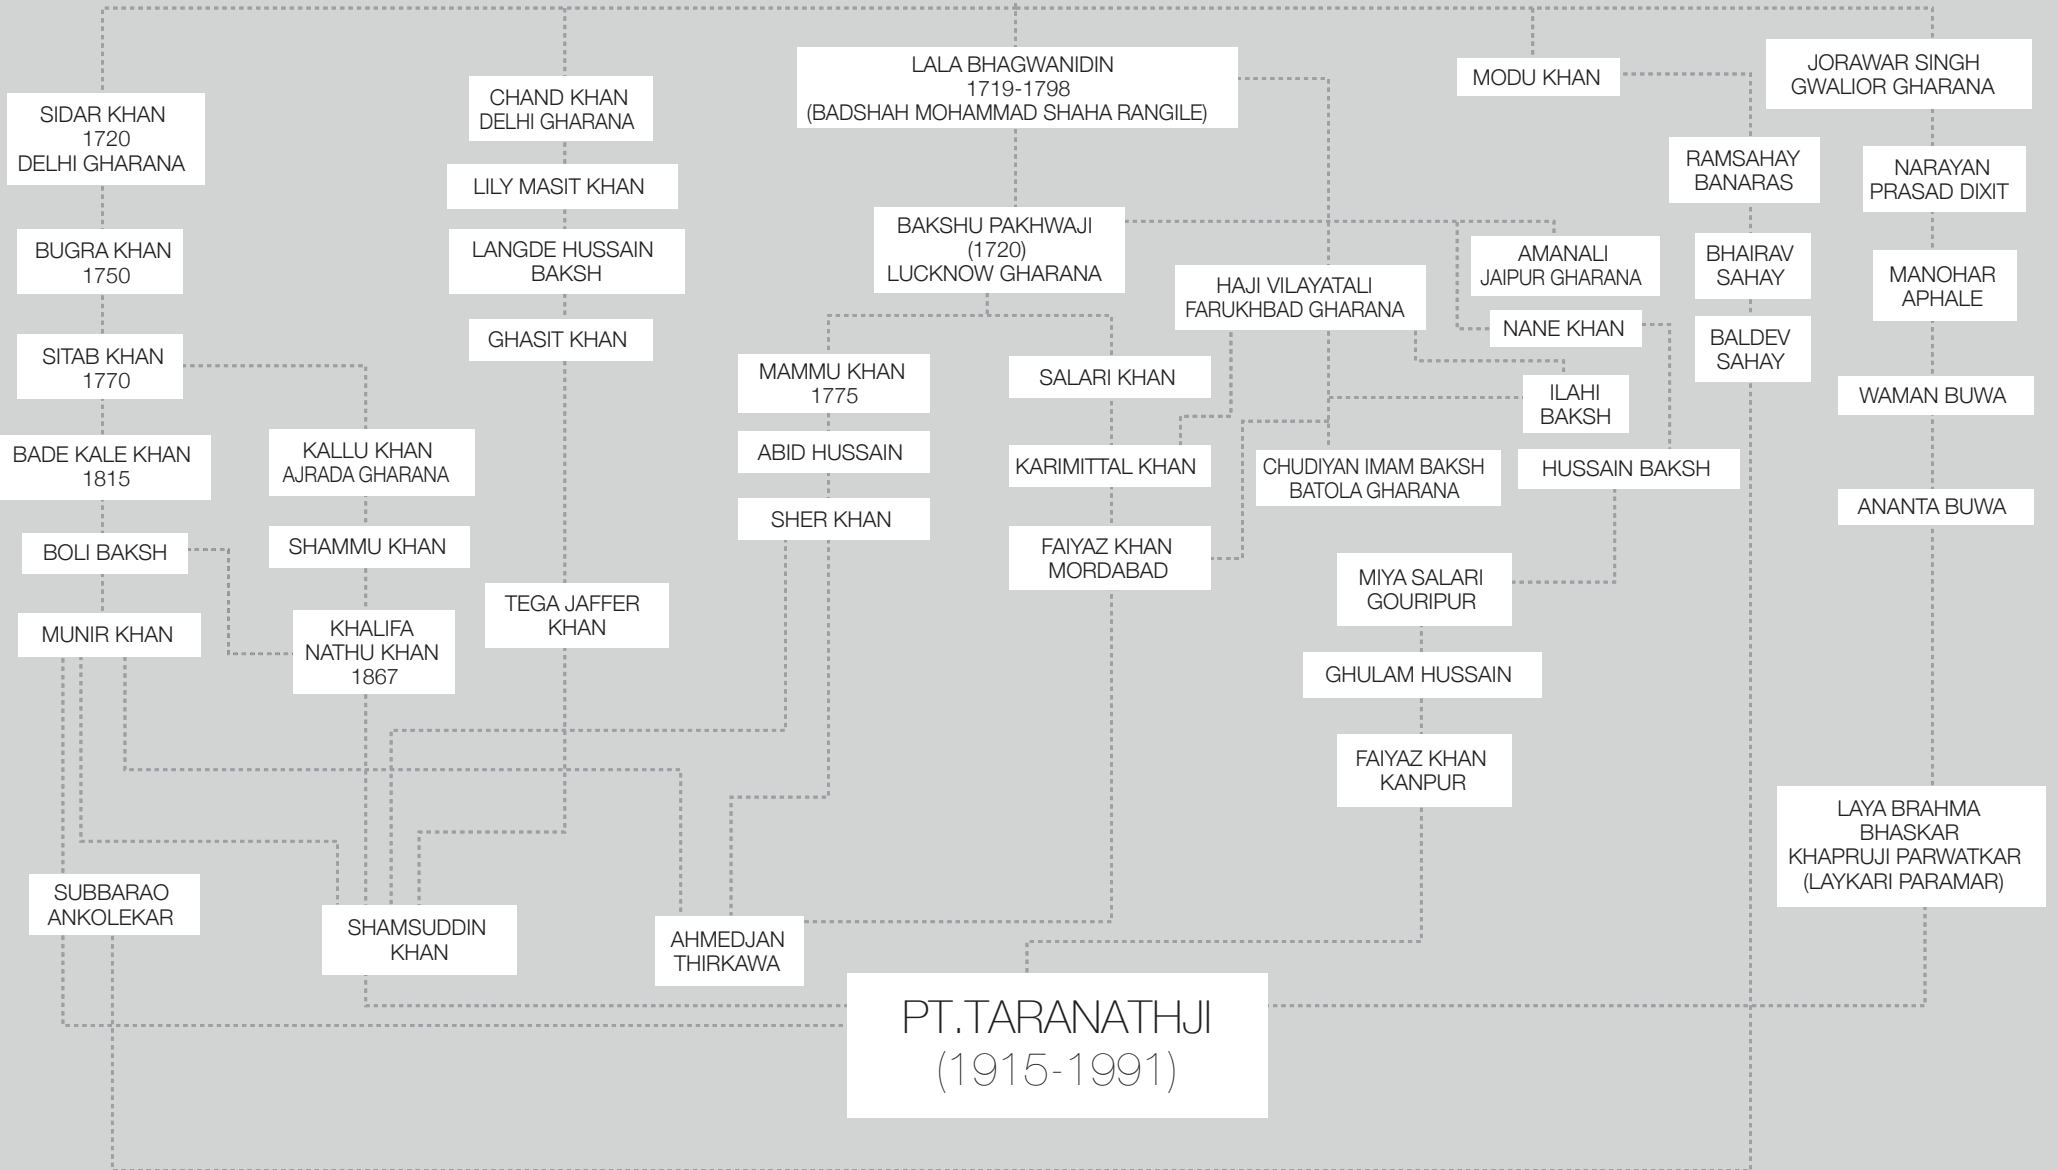 LALA BHAGWANIDIN
1719-1798
(BADSHAH MOHAMMAD SHAHA RANGILE)
MODU KHAN
JORAWAR SINGH
GWALIOR GHARANA
CHAND KHAN
DELHI GHARANA
SIDAR KHAN
1720
DELHI GHARANA
LILY MASIT KHAN
RAMSAHAY
BANARAS
NARAYAN
PRASAD DIXIT
BUGRA KHAN
1750
LANGDE HUSSAIN
BAKSH
BAKSHU PAKHWAJI
(1720)
LUCKNOW GHARANA
HAJI VILAYATALI
FARUKHBAD GHARANA
AMANALI
JAIPUR GHARANA
BHAIRAV
SAHAY
MANOHAR
APHALE
GHASIT KHAN
NANE KHAN
SITAB KHAN
1770
MAMMU KHAN
1775
SALARI KHAN
ILAHI
BAKSH
BALDEV
SAHAY
WAMAN BUWA
BADE KALE KHAN
1815
KALLU KHAN
AJRADA GHARANA
ABID HUSSAIN
KARIMITTAL KHAN
CHUDIYAN IMAM BAKSH
BATOLA GHARANA
HUSSAIN BAKSH
ANANTA BUWA
BOLI BAKSH
SHAMMU KHAN
SHER KHAN
FAIYAZ KHAN
MORDABAD
MIYA SALARI
GOURIPUR
MUNIR KHAN
KHALIFA
NATHU KHAN
1867
TEGA JAFFER
KHAN
GHULAM HUSSAIN
FAIYAZ KHAN
KANPUR
LAYA BRAHMA
BHASKAR
KHAPRUJI PARWATKAR
(LAYKARI PARAMAR)
SUBBARAO
ANKOLEKAR
SHAMSUDDIN
KHAN
AHMEDJAN
THIRKAWA
PT.TARANATHJI
(1915-1991)